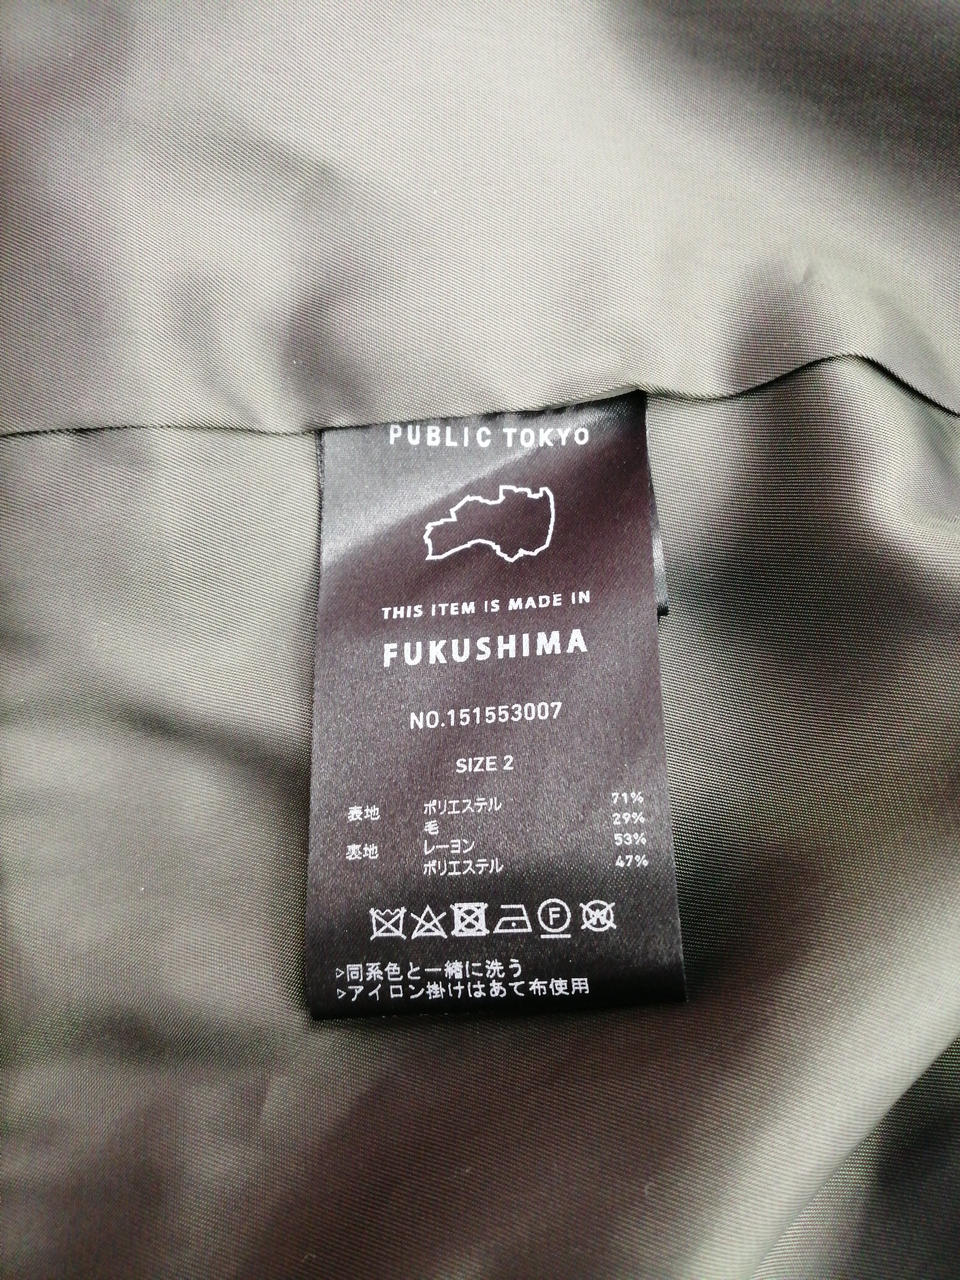 PUBLIC TOKYO
THIS ITEM IS MADE IN
FUKUSHIMA
NO.151553007
SIZE 2
表地 ポリエステル 71%
毛 29%
裏地 レーヨン 53%
ポリエステル 47%
F W
▷同系色と一緒に洗う
▷アイロン掛けはあて布使用